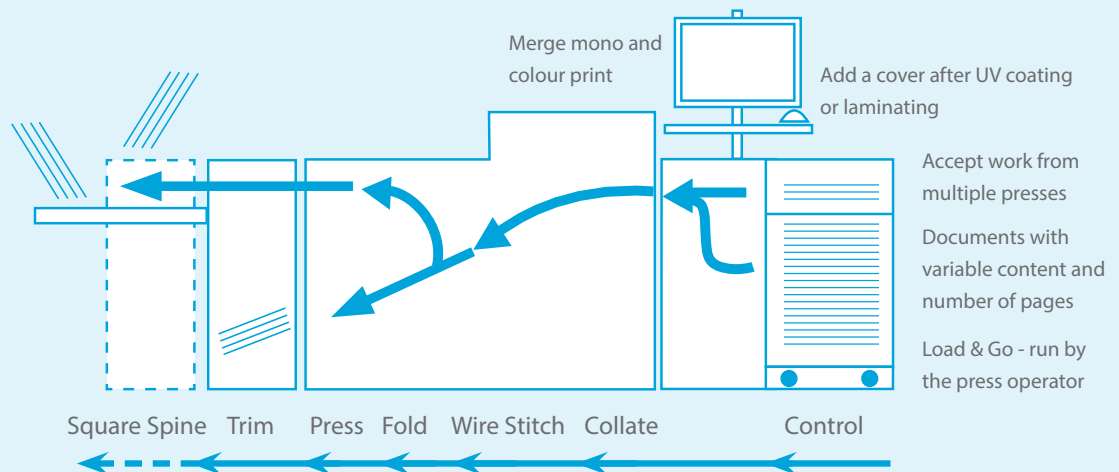 Merge mono and
colour print
Add a cover after UV coating
or laminating
Accept work from
multiple presses
Documents with
variable content and
number of pages
Load & Go - run by
the press operator
Square Spine Trim Press Fold Wire Stitch Collate Control